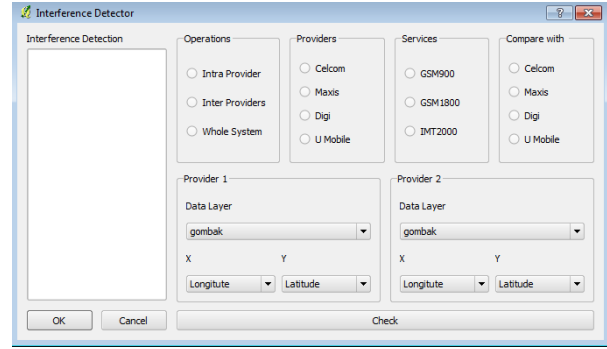 Interference Detector
Interference Detection
Operations
Intra Provider
Inter Providers
Whole System
Providers
Celcom
Maxis
Digi
U Mobile
Services
GSM900
GSM1800
IMT2000
Compare with
Celcom
Maxis
Digi
U Mobile
Provider 1
Data Layer
gombak
X Y
Longitute Latitude
Provider 2
Data Layer
gombak
X Y
Longitute Latitude
OK Cancel Check